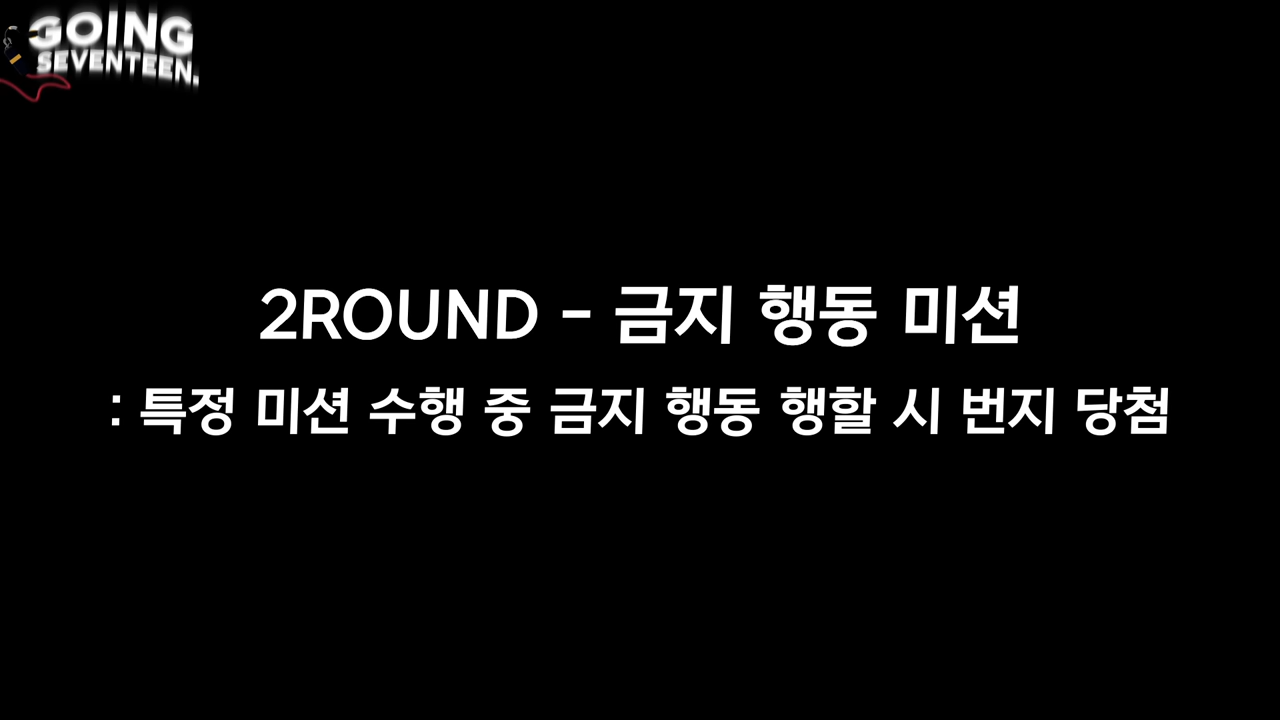 GOING
SEVENTEEN.
2ROUND - 금지 행동 미션
: 특정 미션 수행 중 금지 행동 행할 시 번지 당첨